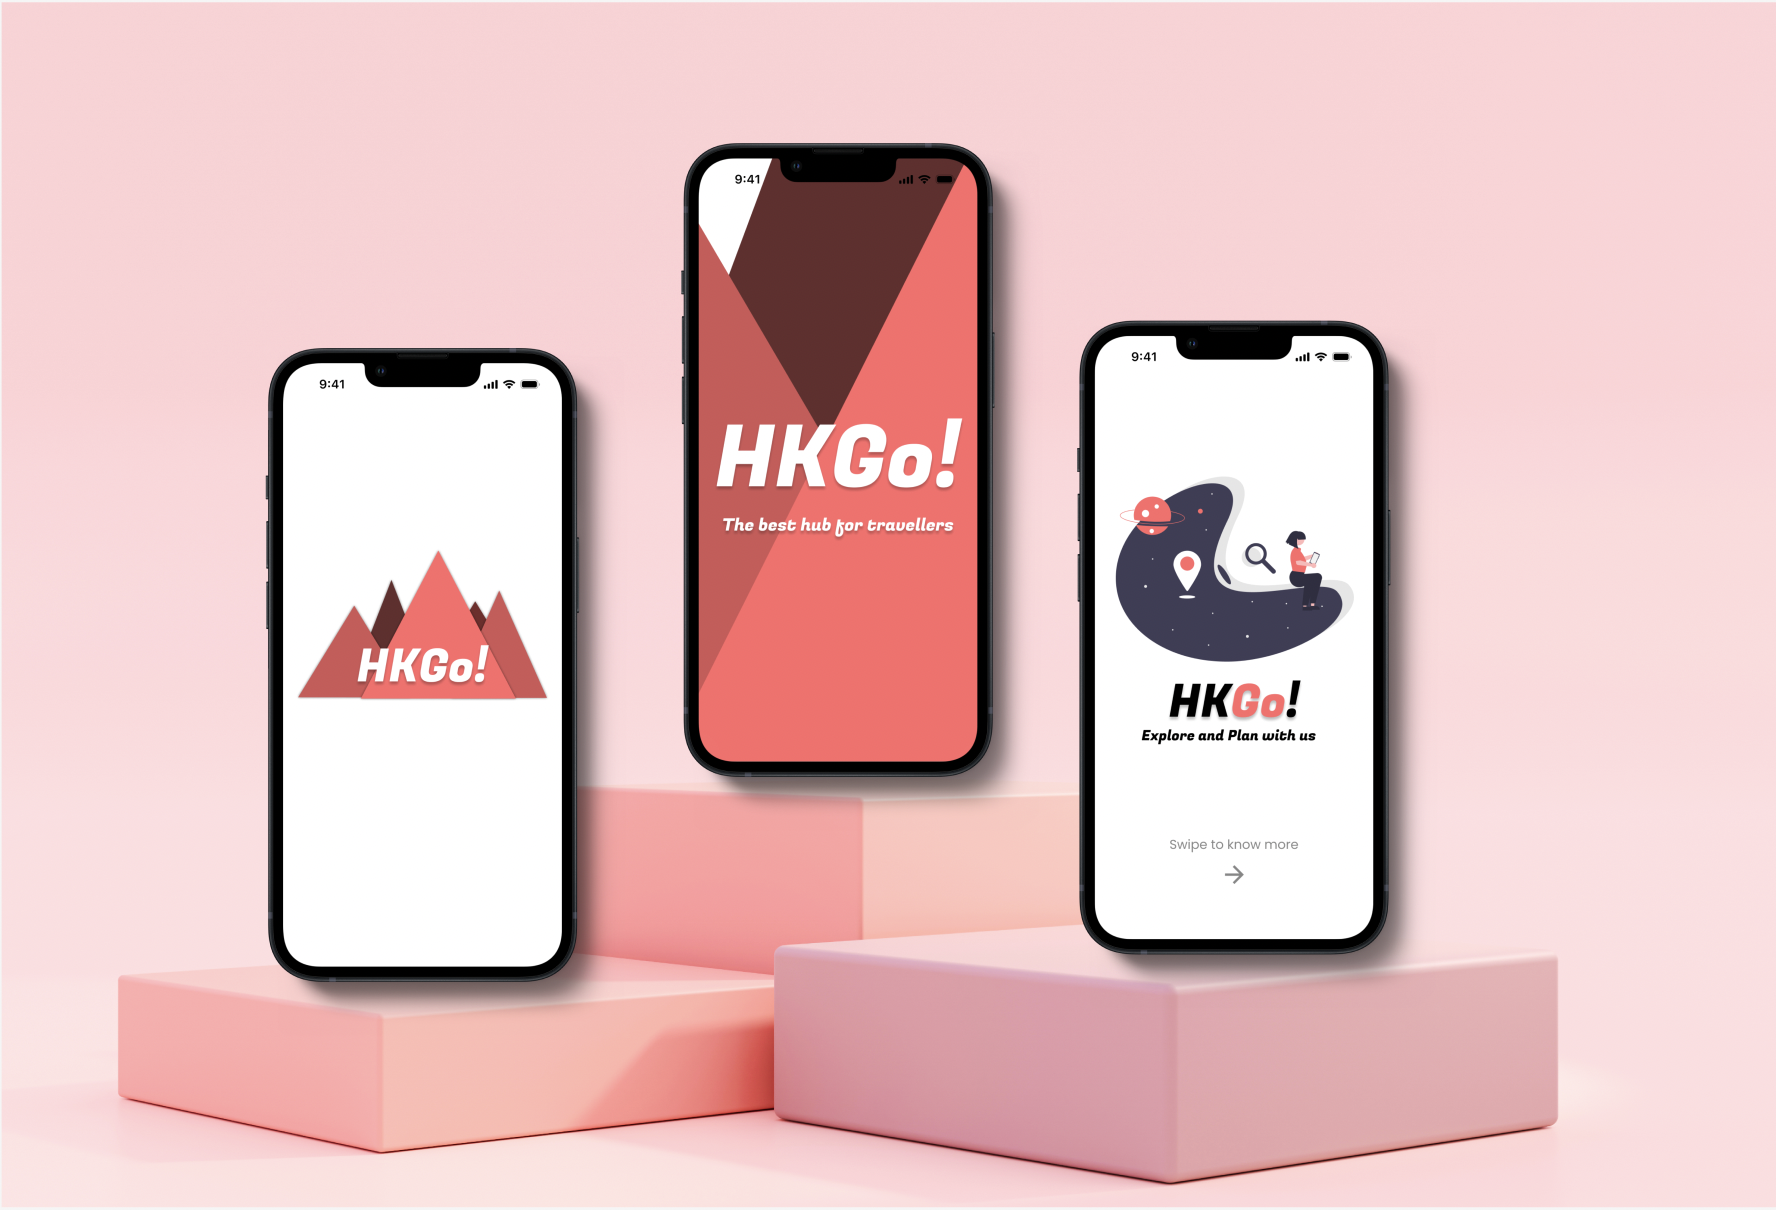 9:41
HKGo!
9:41
HKGo!
The best hub for travellers
9:41
HKGo!
Explore and Plan with us
Swipe to know more